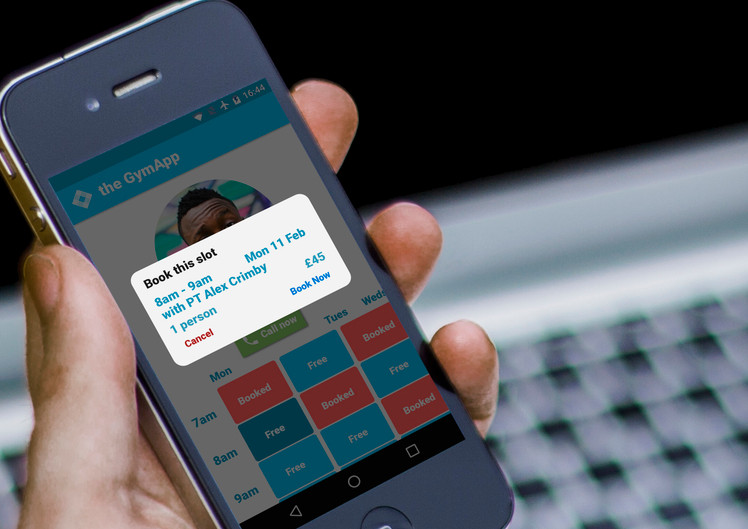 16:44
the GymApp
Book this slot
8am - 9am Mon 11 Feb
with PT Alex Crimby
£45
1 person
Book Now
Cancel
Call now
Mon Tues Weds
7am Booked Free Booked
8am Free Booked Free
9am Free Free Booked